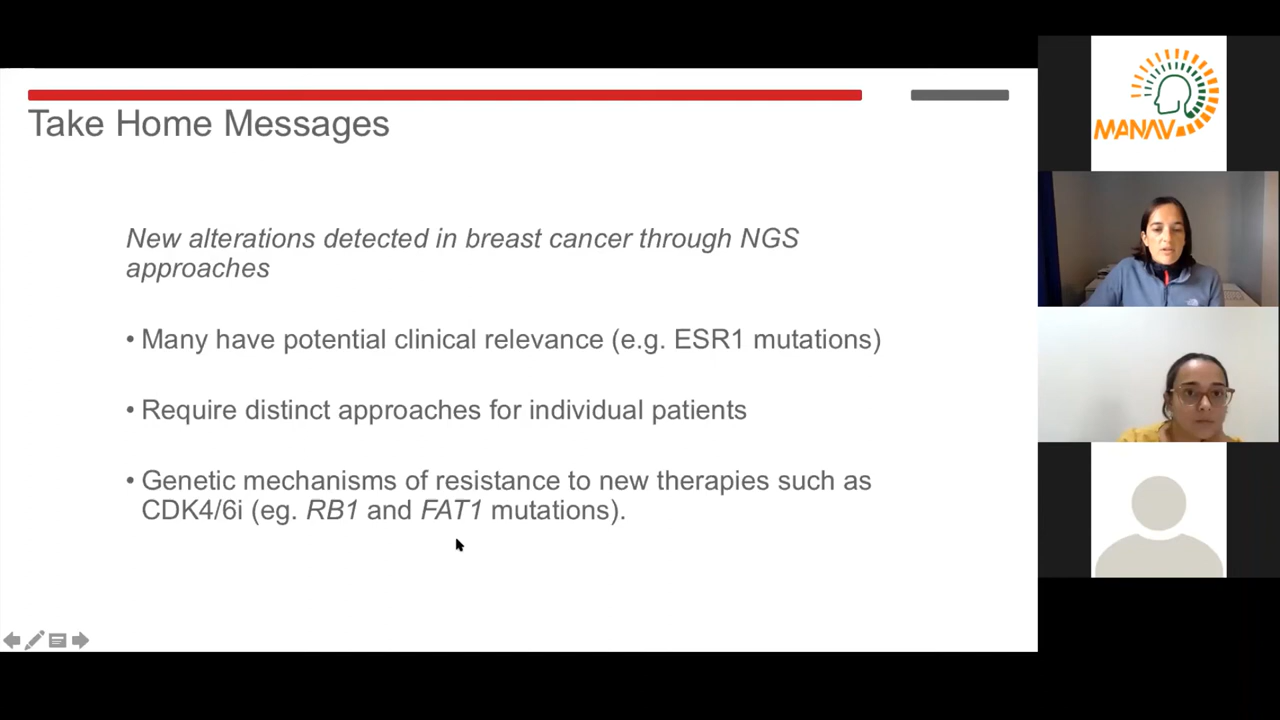 Take Home Messages
New alterations detected in breast cancer through NGS
approaches
• Many have potential clinical relevance (e.g. ESR1 mutations)
• Require distinct approaches for individual patients
• Genetic mechanisms of resistance to new therapies such as
CDK4/6i (eg. RB1 and FAT1 mutations).
MANAV